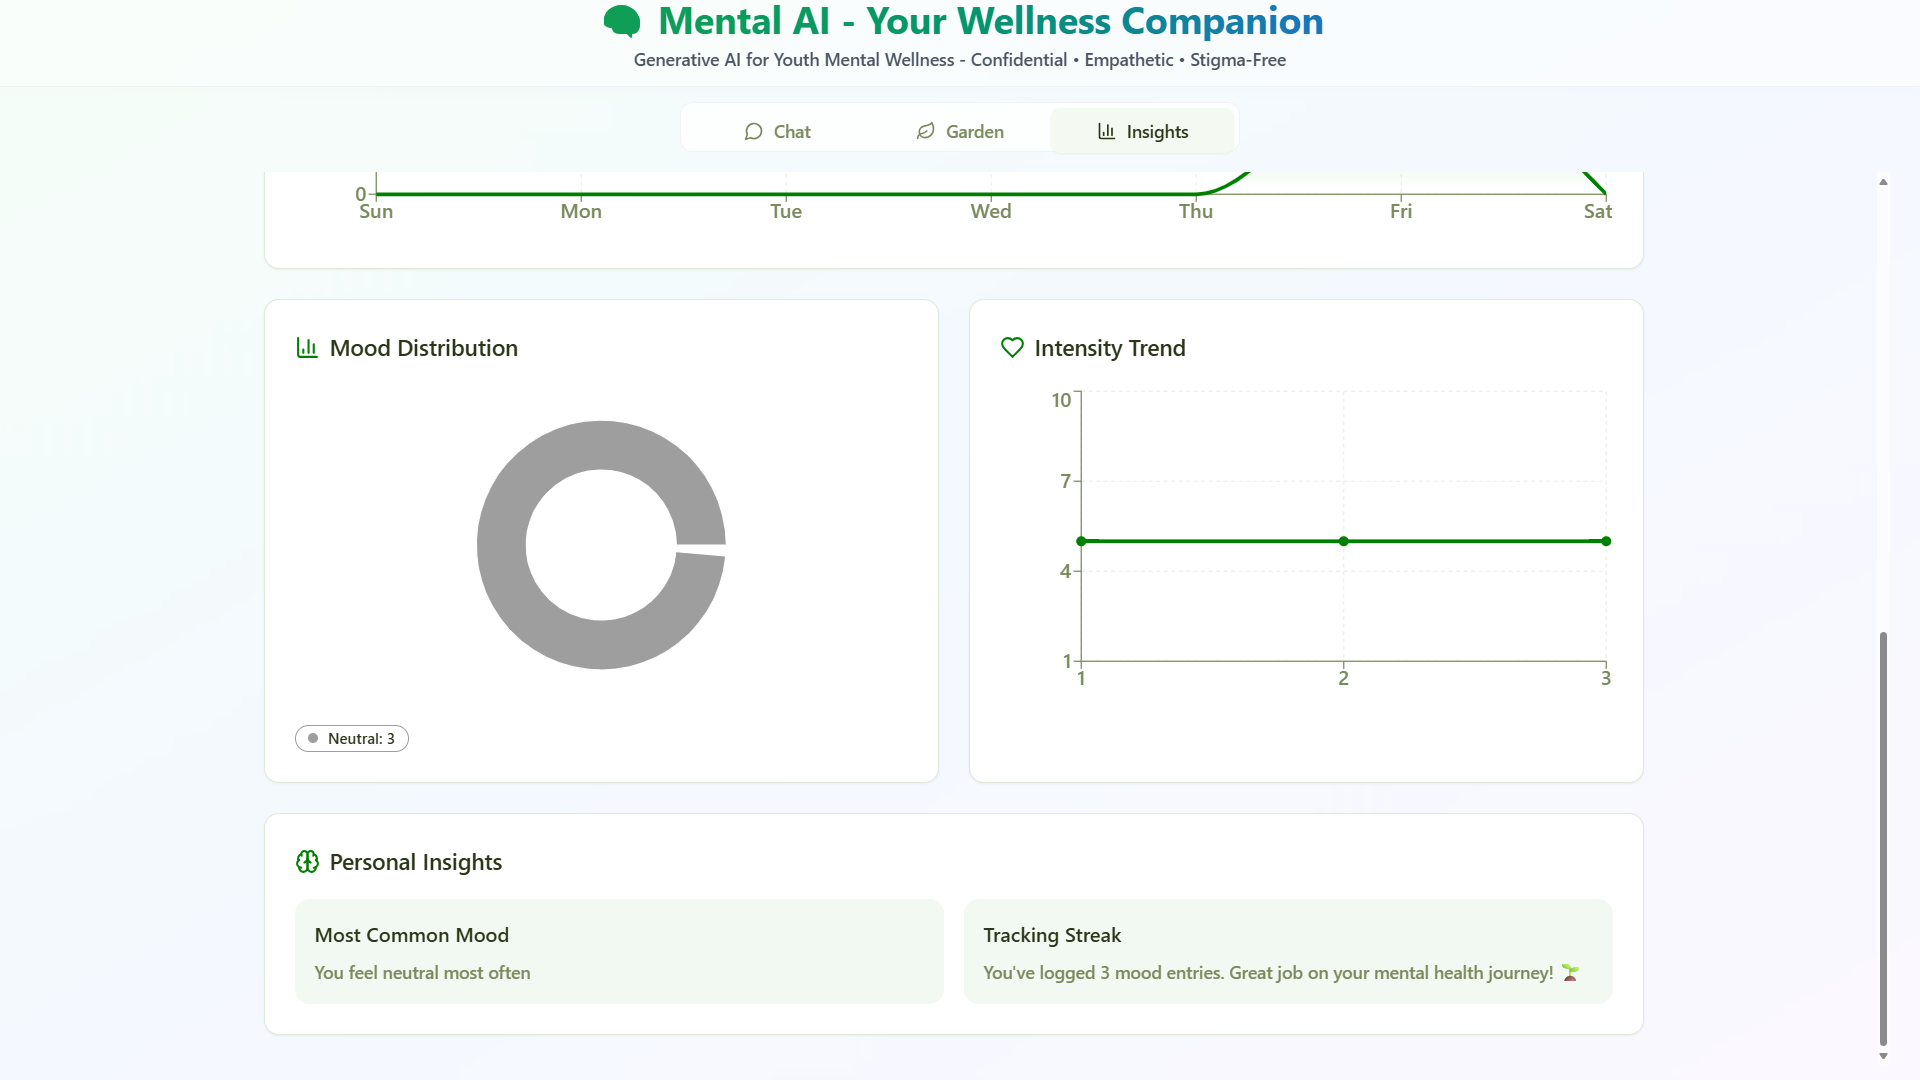 Mental AI - Your Wellness Companion
Generative AI for Youth Mental Wellness - Confidential • Empathetic • Stigma-Free
Chat
Garden
Insights
0
Sun
Mon
Tue
Wed
Thu
Fri
Sat
Mood Distribution
Neutral: 3
Intensity Trend
10
7
4
1
1
2
3
Personal Insights
Most Common Mood
You feel neutral most often
Tracking Streak
You've logged 3 mood entries. Great job on your mental health journey! 🌱